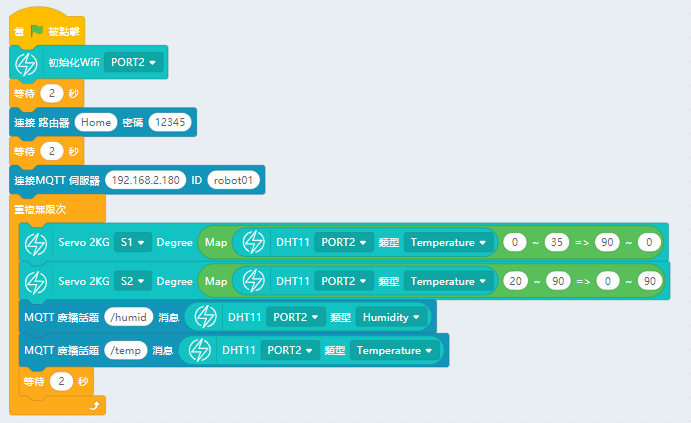 當 被點擊
初始化Wifi PORT2
等待 2 秒
連接 路由器 Home 密碼 12345
等待 2 秒
連接MQTT 伺服器 192.168.2.180 ID robot01
重複無限次
Servo 2KG S1 Degree Map DHT11 PORT2 類型 Temperature 0 ~ 35 => 90 ~ 0
Servo 2KG S2 Degree Map DHT11 PORT2 類型 Temperature 20 ~ 90 => 0 ~ 90
MQTT 廣播話題 /humid 消息 DHT11 PORT2 類型 Humidity
MQTT 廣播話題 /temp 消息 DHT11 PORT2 類型 Temperature
等待 2 秒